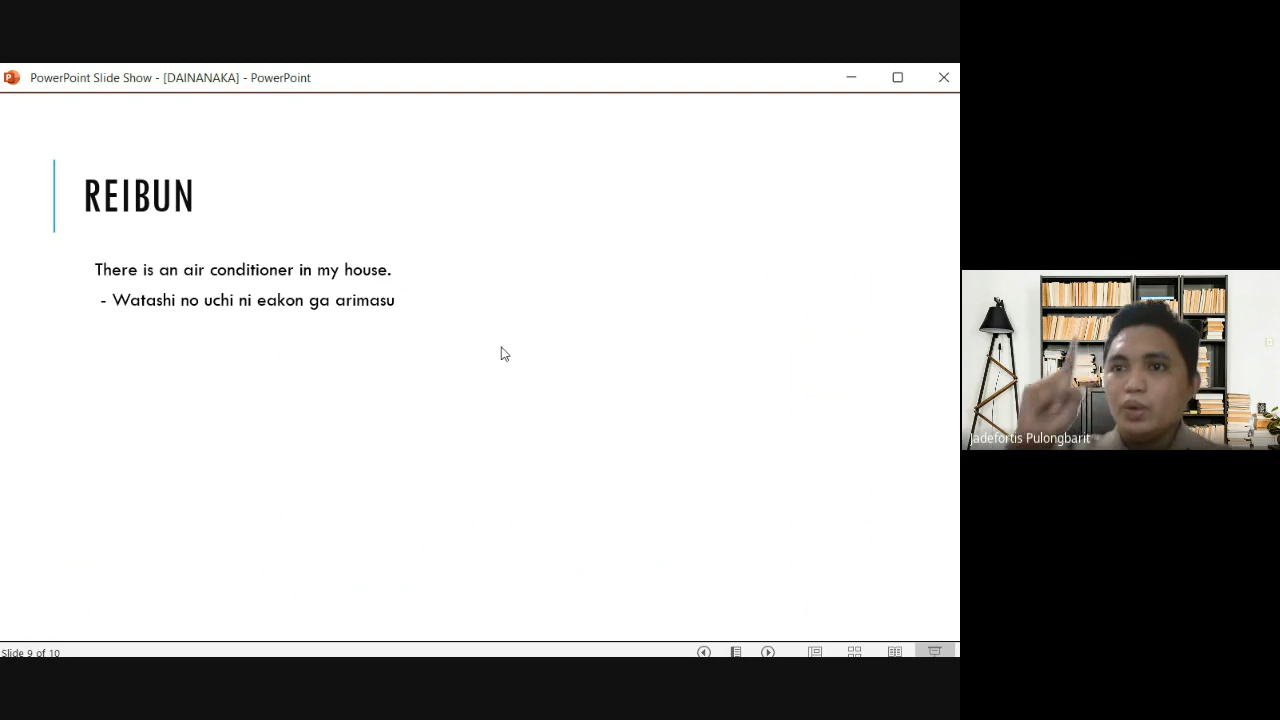 PowerPoint Slide Show - [DAINANAKA] - PowerPoint
REIBUN
There is an air conditioner in my house.
- Watashi no uchi ni eakon ga arimasu
Jadefortis Pulongbarit
Slide 9 of 10